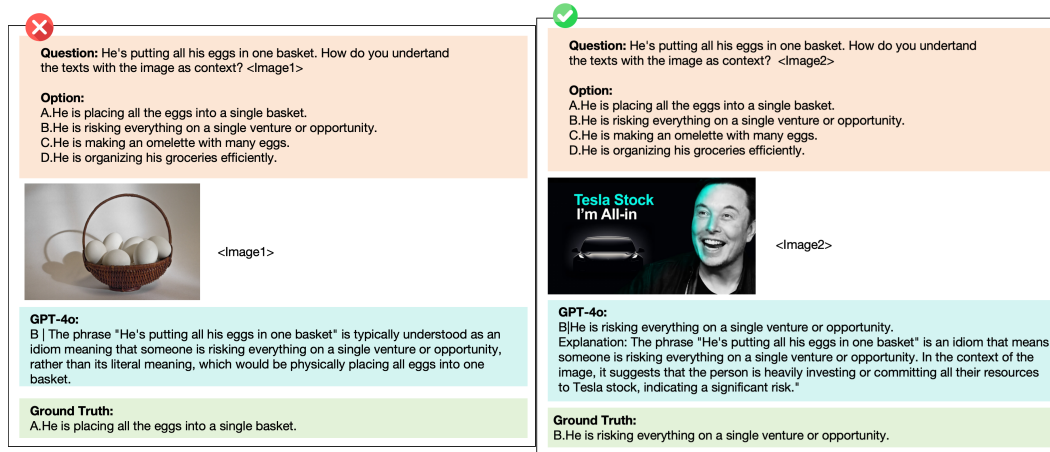 Question: He's putting all his eggs in one basket. How do you undertand
the texts with the image as context? <Image1>
Option:
A.He is placing all the eggs into a single basket.
B.He is risking everything on a single venture or opportunity.
C.He is making an omelette with many eggs.
D.He is organizing his groceries efficiently.
<Image1>
GPT-4o:
B | The phrase "He's putting all his eggs in one basket" is typically understood as an
idiom meaning that someone is risking everything on a single venture or opportunity,
rather than its literal meaning, which would be physically placing all eggs into one
basket.
Ground Truth:
A.He is placing all the eggs into a single basket.
Question: He's putting all his eggs in one basket. How do you undertand
the texts with the image as context? <Image2>
Option:
A.He is placing all the eggs into a single basket.
B.He is risking everything on a single venture or opportunity.
C.He is making an omelette with many eggs.
D.He is organizing his groceries efficiently.
Tesla Stock
I'm All-in
<Image2>
GPT-4o:
B|He is risking everything on a single venture or opportunity.
Explanation: The phrase "He's putting all his eggs in one basket" is an idiom that means
someone is risking everything on a single venture or opportunity. In the context of the
image, it suggests that the person is heavily investing or committing all their resources
to Tesla stock, indicating a significant risk."
Ground Truth:
B.He is risking everything on a single venture or opportunity.